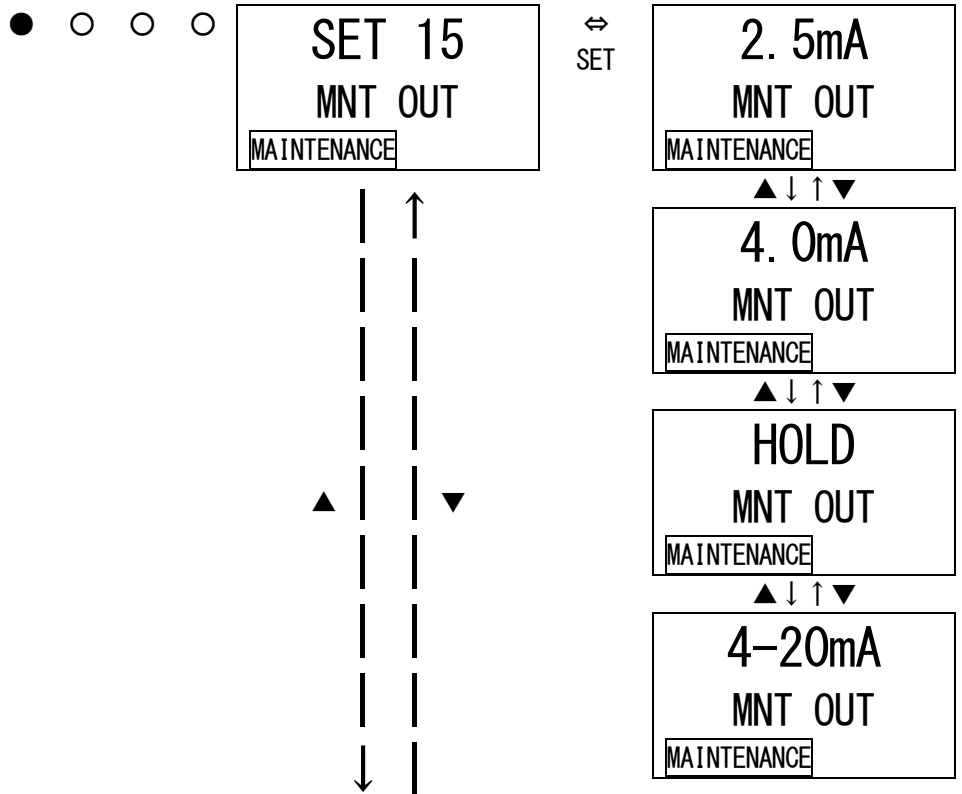 ● ○ ○ ○
SET 15
MNT OUT
MAINTENANCE
⇔
SET
2.5mA
MNT OUT
MAINTENANCE
▲↓↑▼
4.0mA
MNT OUT
MAINTENANCE
▲↓↑▼
HOLD
MNT OUT
MAINTENANCE
▲↓↑▼
4-20mA
MNT OUT
MAINTENANCE
▲ ▼